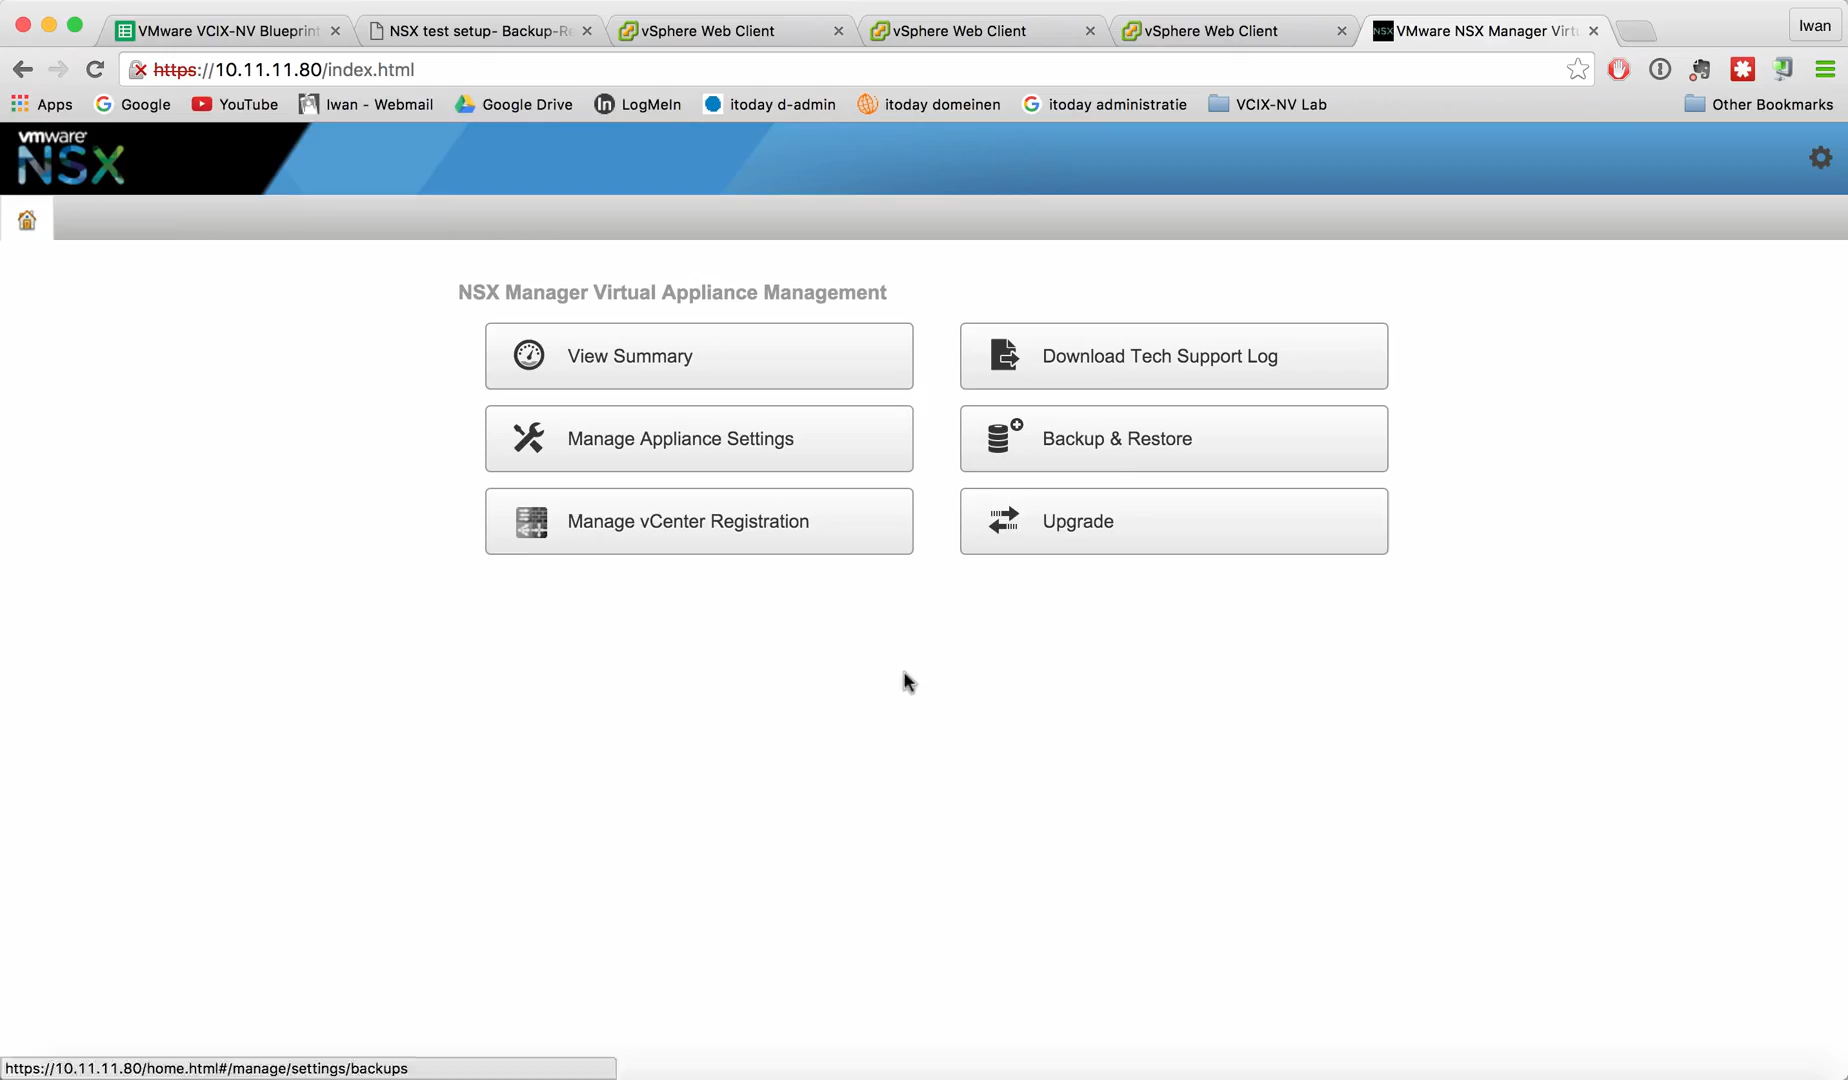 VMware VCIX-NV Blueprint
NSX test setup- Backup-Re
vSphere Web Client
vSphere Web Client
vSphere Web Client
NSX
VMware NSX Manager Virtu
Iwan
https://10.11.11.80/index.html
Apps
Google
YouTube
Iwan - Webmail
Google Drive
in
LogMeIn
itoday d-admin
itoday domeinen
itoday administratie
VCIX-NV Lab
Other Bookmarks
vmware
NSX
NSX Manager Virtual Appliance Management
View Summary
Download Tech Support Log
Manage Appliance Settings
Backup & Restore
Manage vCenter Registration
Upgrade
https://10.11.11.80/home.html#/manage/settings/backups